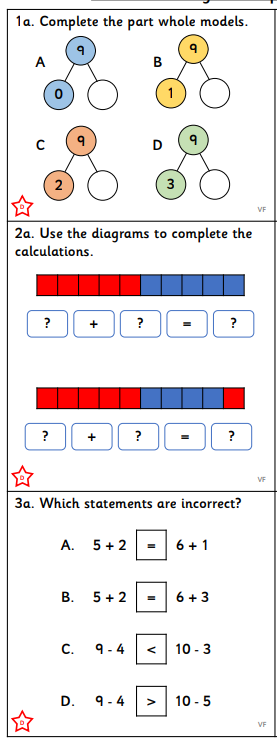 1a. Complete the part whole models.
A 9 0
B 9 1
C 9 2
D 9 3
D
VF
2a. Use the diagrams to complete the
calculations.
? + ? = ?
? + ? = ?
D
VF
3a. Which statements are incorrect?
A. 5 + 2 = 6 + 1
B. 5 + 2 = 6 + 3
C. 9 - 4 < 10 - 3
D. 9 - 4 > 10 - 5
D
VF